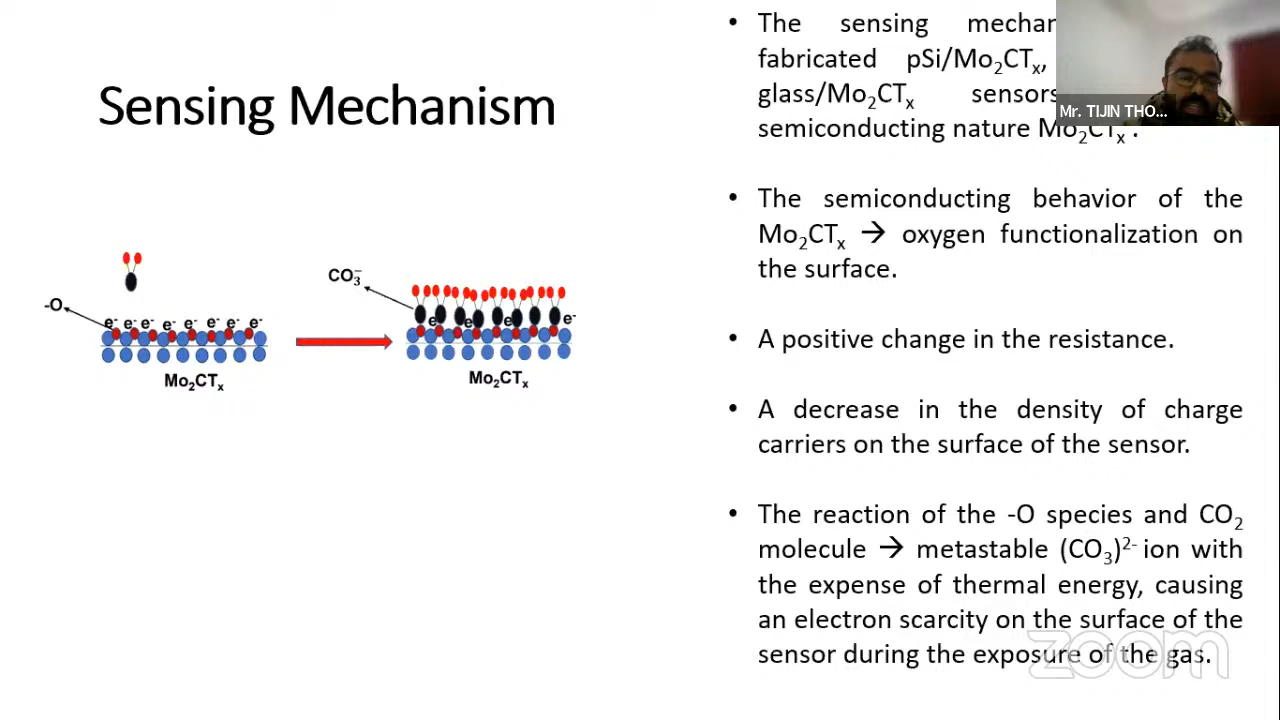 Sensing Mechanism
-O
e⁻ e⁻ e⁻ e⁻ e⁻ e⁻ e⁻ e⁻
Mo₂CTₓ
CO₃⁻
e e e e⁻
Mo₂CTₓ
• The sensing
fabricated pSi/Mo₂CTₓ,
glass/Mo₂CTₓ sensors
semiconducting nature Mo₂CTₓ .
• The semiconducting behavior of the
Mo₂CTₓ → oxygen functionalization on
the surface.
• A positive change in the resistance.
• A decrease in the density of charge
carriers on the surface of the sensor.
• The reaction of the -O species and CO₂
molecule → metastable (CO₃)²⁻ ion with
the expense of thermal energy, causing
an electron scarcity on the surface of the
sensor during the exposure of the gas.
Mr. TIJIN THO...
zoom